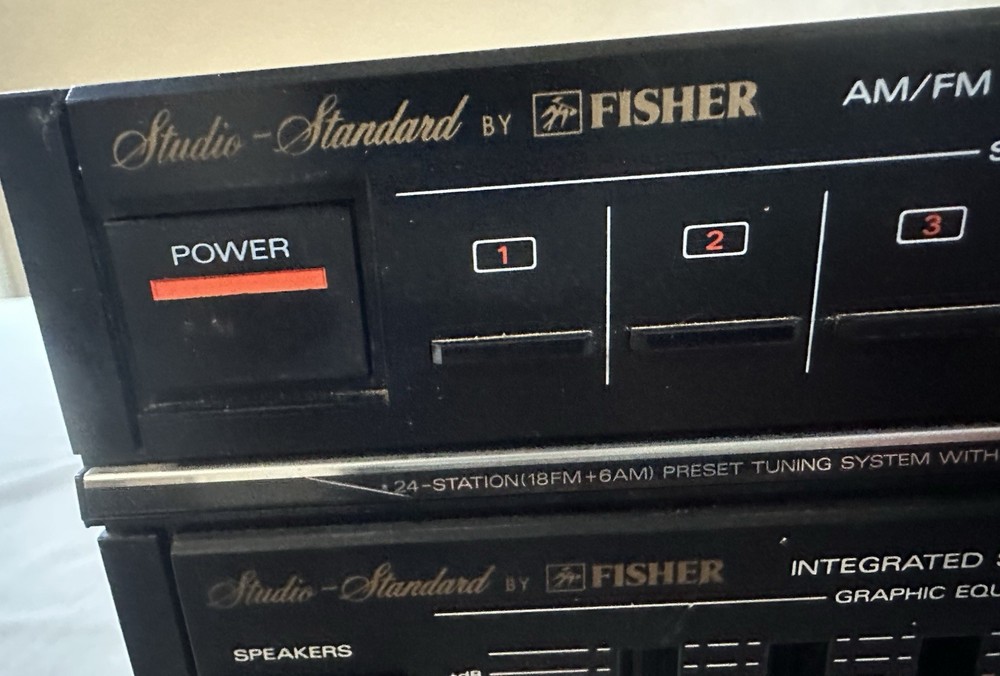 Studio-Standard BY FISHER AM/FM
POWER
1 2 3
24-STATION(18FM+6AM) PRESET TUNING SYSTEM WITH
Studio-Standard BY FISHER INTEGRATED
GRAPHIC EQU
SPEAKERS
+dB